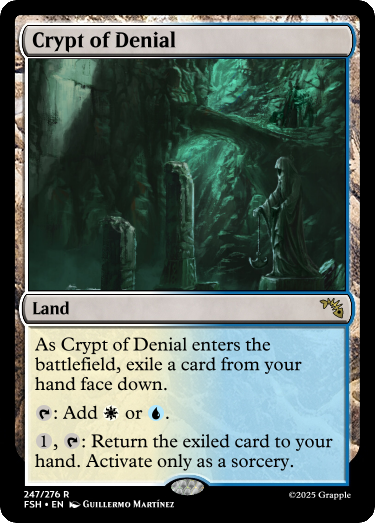 Crypt of Denial
Land
As Crypt of Denial enters the
battlefield, exile a card from your
hand face down.
: Add or .
1, : Return the exiled card to your
hand. Activate only as a sorcery.
247/276 R
FSH • EN Guillermo Martínez
©2025 Grapple